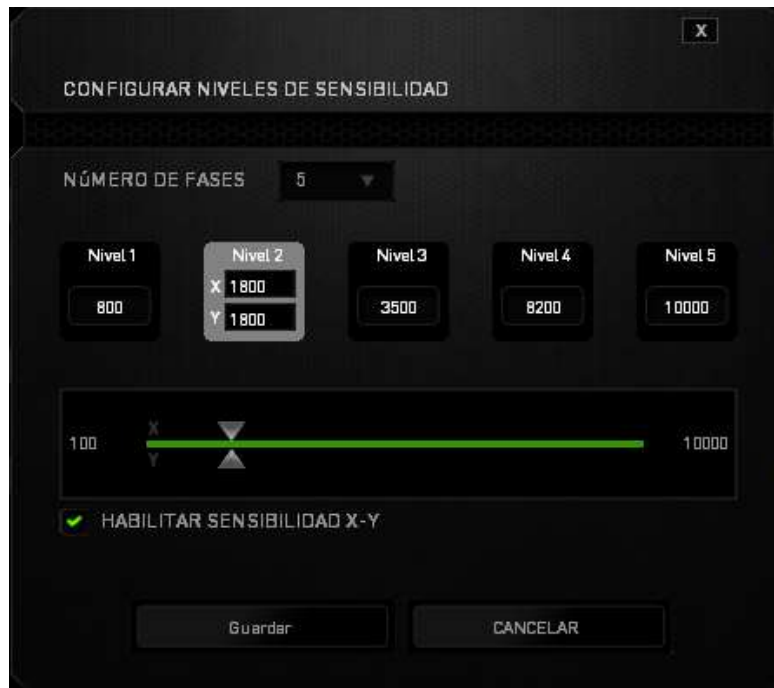 X
CONFIGURAR NIVELES DE SENSIBILIDAD
NÚMERO DE FASES 5
Nivel 1 Nivel 2 Nivel 3 Nivel 4 Nivel 5
X 1800
800 3500 8200 10000
Y 1800
X
100 10000
Y
HABILITAR SENSIBILIDAD X-Y
Guardar CANCELAR